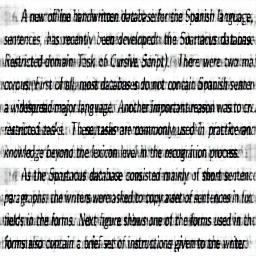 A new offline handwritten database for the Spanish language,
sentences, has recently been developed: the Spartacus database
Restricted-domain Task of Cursive Script). There were two mai
corpus. First of all, most databases do not contain Spanish senten
a widespread major language. Another important reason was to cr
restricted tasks. These tasks are commonly used in practice and
knowledge beyond the lexicon level in the recognition process.
As the Spartacus database consisted mainly of short sentence
paragraphs, the writers were asked to copy a set of sentences in
fields in the forms. Next figure shows one of the forms used in th
forms also contain a brief set of instructions given to the writer.